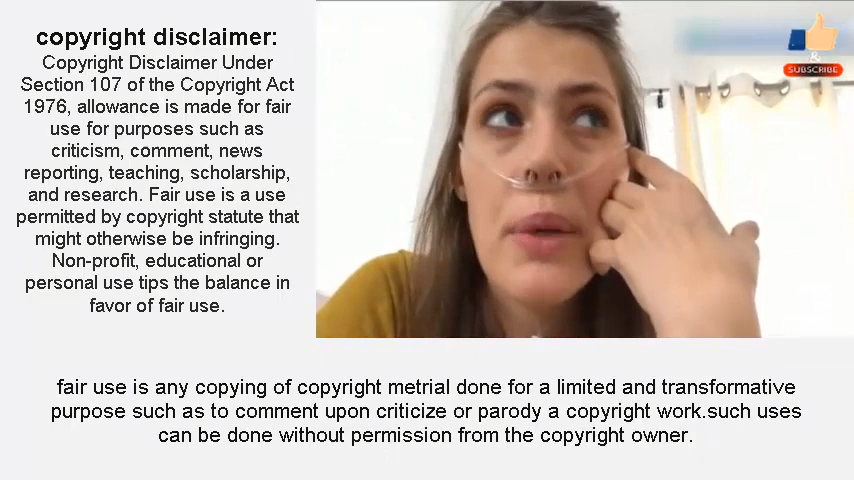 copyright disclaimer:
Copyright Disclaimer Under
Section 107 of the Copyright Act
1976, allowance is made for fair
use for purposes such as
criticism, comment, news
reporting, teaching, scholarship,
and research. Fair use is a use
permitted by copyright statute that
might otherwise be infringing.
Non-profit, educational or
personal use tips the balance in
favor of fair use.
&
SUBSCRIBE
fair use is any copying of copyright metrial done for a limited and transformative
purpose such as to comment upon criticize or parody a copyright work.such uses
can be done without permission from the copyright owner.